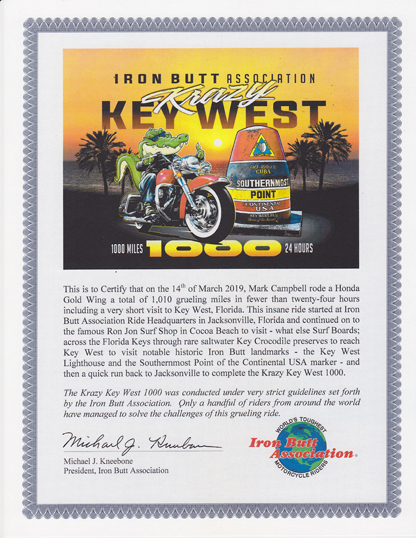 IRON BUTT ASSOCIATION
Krazy
KEY WEST
CUBA
SOUTHERNMOST
POINT
CONTINENTAL
USA
1000 MILES 1000 24 HOURS
This is to Certify that on the 14th of March 2019, Mark Campbell rode a Honda
Gold Wing a total of 1,010 grueling miles in fewer than twenty-four hours
including a very short visit to Key West, Florida. This insane ride started at
Iron Butt Association Ride Headquarters in Jacksonville, Florida and continued on to
the famous Ron Jon Surf Shop in Cocoa Beach to visit - what else Surf Boards;
across the Florida Keys through rare saltwater Key Crocodile preserves to reach
Key West to visit notable historic Iron Butt landmarks - the Key West
Lighthouse and the Southernmost Point of the Continental USA marker - and
then a quick run back to Jacksonville to complete the Krazy Key West 1000.
The Krazy Key West 1000 was conducted under very strict guidelines set forth
by the Iron Butt Association. Only a handful of riders from around the world
have managed to solve the challenges of this grueling ride.
Michael J. Kneebone
Michael J. Kneebone
President, Iron Butt Association
WORLD'S TOUGHEST
Iron Butt
Association
MOTORCYCLE RIDERS